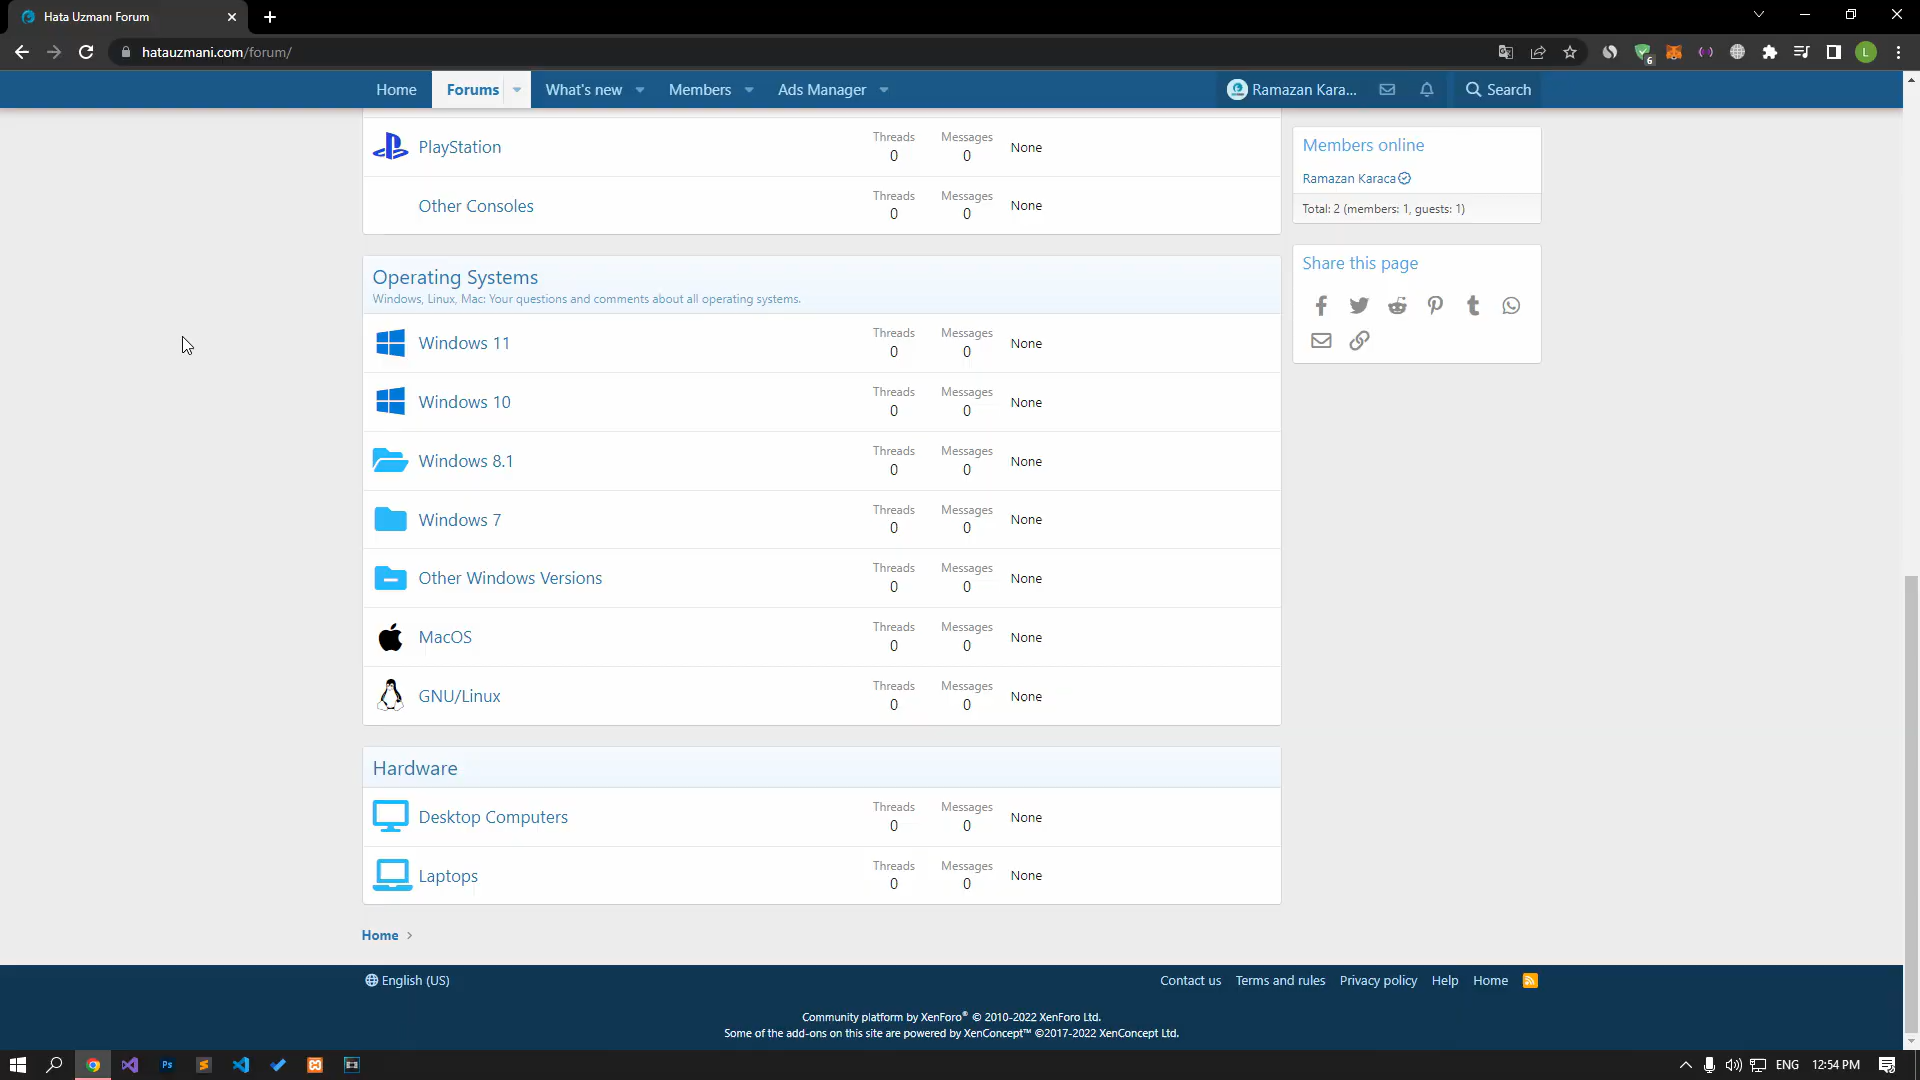 Hata Uzmanı Forum
hatauzmani.com/forum/
6
L
Home
Forums
What's new
Members
Ads Manager
Ramazan Kara...
Search
PlayStation
Threads
0
Messages
0
None
Other Consoles
Threads
0
Messages
0
None
Operating Systems
Windows, Linux, Mac: Your questions and comments about all operating systems.
Windows 11
Threads
0
Messages
0
None
Windows 10
Threads
0
Messages
0
None
Windows 8.1
Threads
0
Messages
0
None
Windows 7
Threads
0
Messages
0
None
Other Windows Versions
Threads
0
Messages
0
None
MacOS
Threads
0
Messages
0
None
GNU/Linux
Threads
0
Messages
0
None
Hardware
Desktop Computers
Threads
0
Messages
0
None
Laptops
Threads
0
Messages
0
None
Members online
Ramazan Karaca
Total: 2 (members: 1, guests: 1)
Share this page
Home
English (US)
Contact us
Terms and rules
Privacy policy
Help
Home
Community platform by XenForo® © 2010-2022 XenForo Ltd.
Some of the add-ons on this site are powered by XenConcept™ ©2017-2022 XenConcept Ltd.
Ps
ENG
12:54 PM